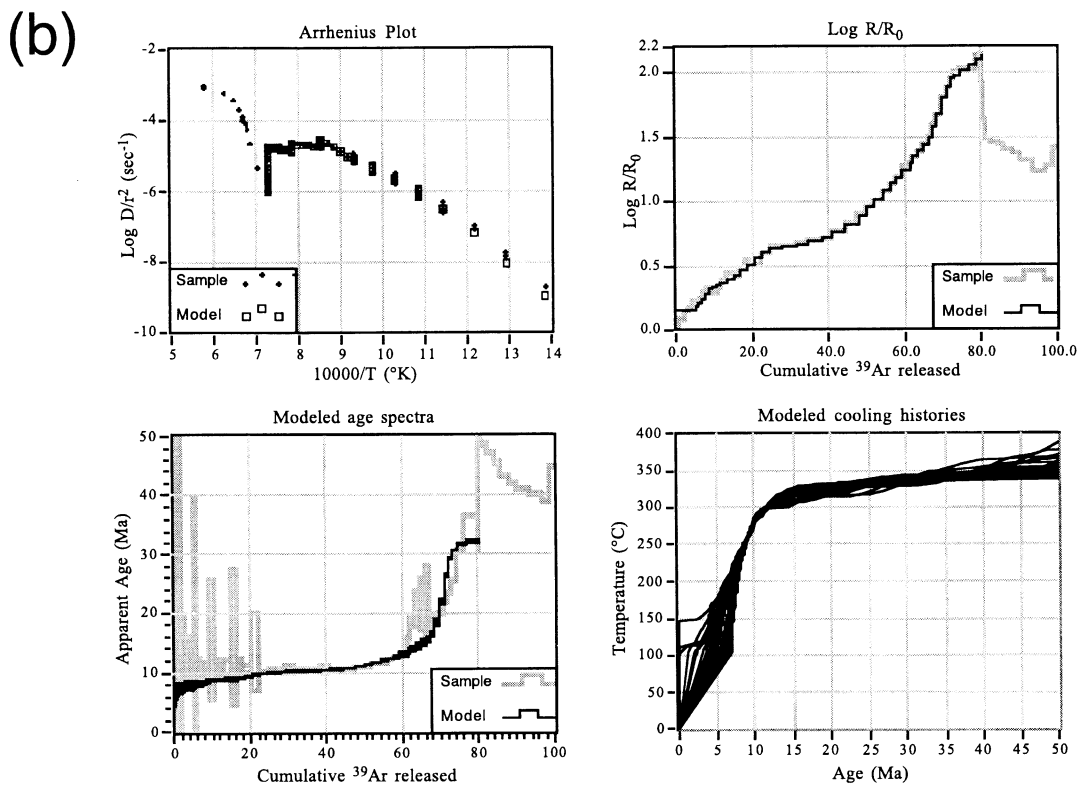 (b)
Arrhenius Plot
-2
-4
-6
-8
-10
Log D/r² (sec⁻¹)
Sample
Model
5 6 7 8 9 10 11 12 13 14
10000/T (°K)
Log R/R₀
2.2
2.0
1.5
1.0
0.5
0.0
Log R/R₀
Sample
Model
0.0 20.0 40.0 60.0 80.0 100.0
Cumulative ³⁹Ar released
Modeled age spectra
50
40
30
20
10
0
Apparent Age (Ma)
Sample
Model
0 20 40 60 80 100
Cumulative ³⁹Ar released
Modeled cooling histories
400
350
300
250
200
150
100
50
0
Temperature (°C)
0 5 10 15 20 25 30 35 40 45 50
Age (Ma)